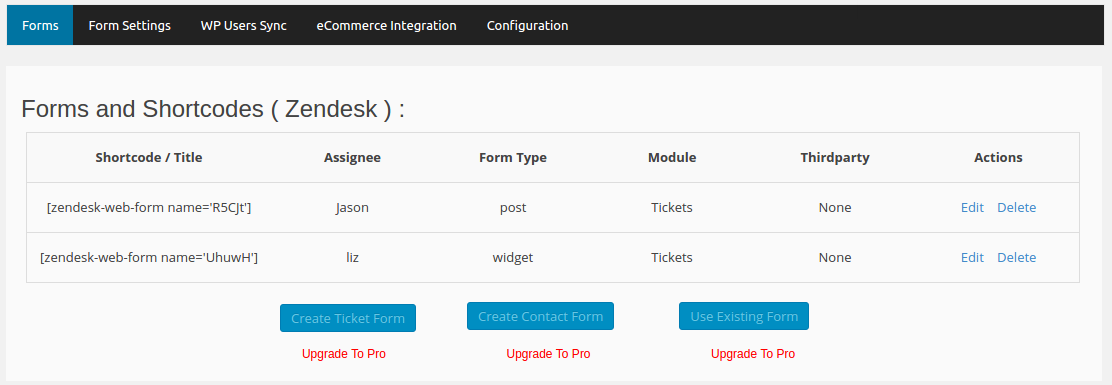 Forms Form Settings WP Users Sync eCommerce Integration Configuration
Forms and Shortcodes ( Zendesk ) :
Shortcode / Title Assignee Form Type Module Thirdparty Actions
[zendesk-web-form name='R5CJt'] Jason post Tickets None Edit Delete
[zendesk-web-form name='UhuwH'] liz widget Tickets None Edit Delete
Create Ticket Form Create Contact Form Use Existing Form
Upgrade To Pro Upgrade To Pro Upgrade To Pro